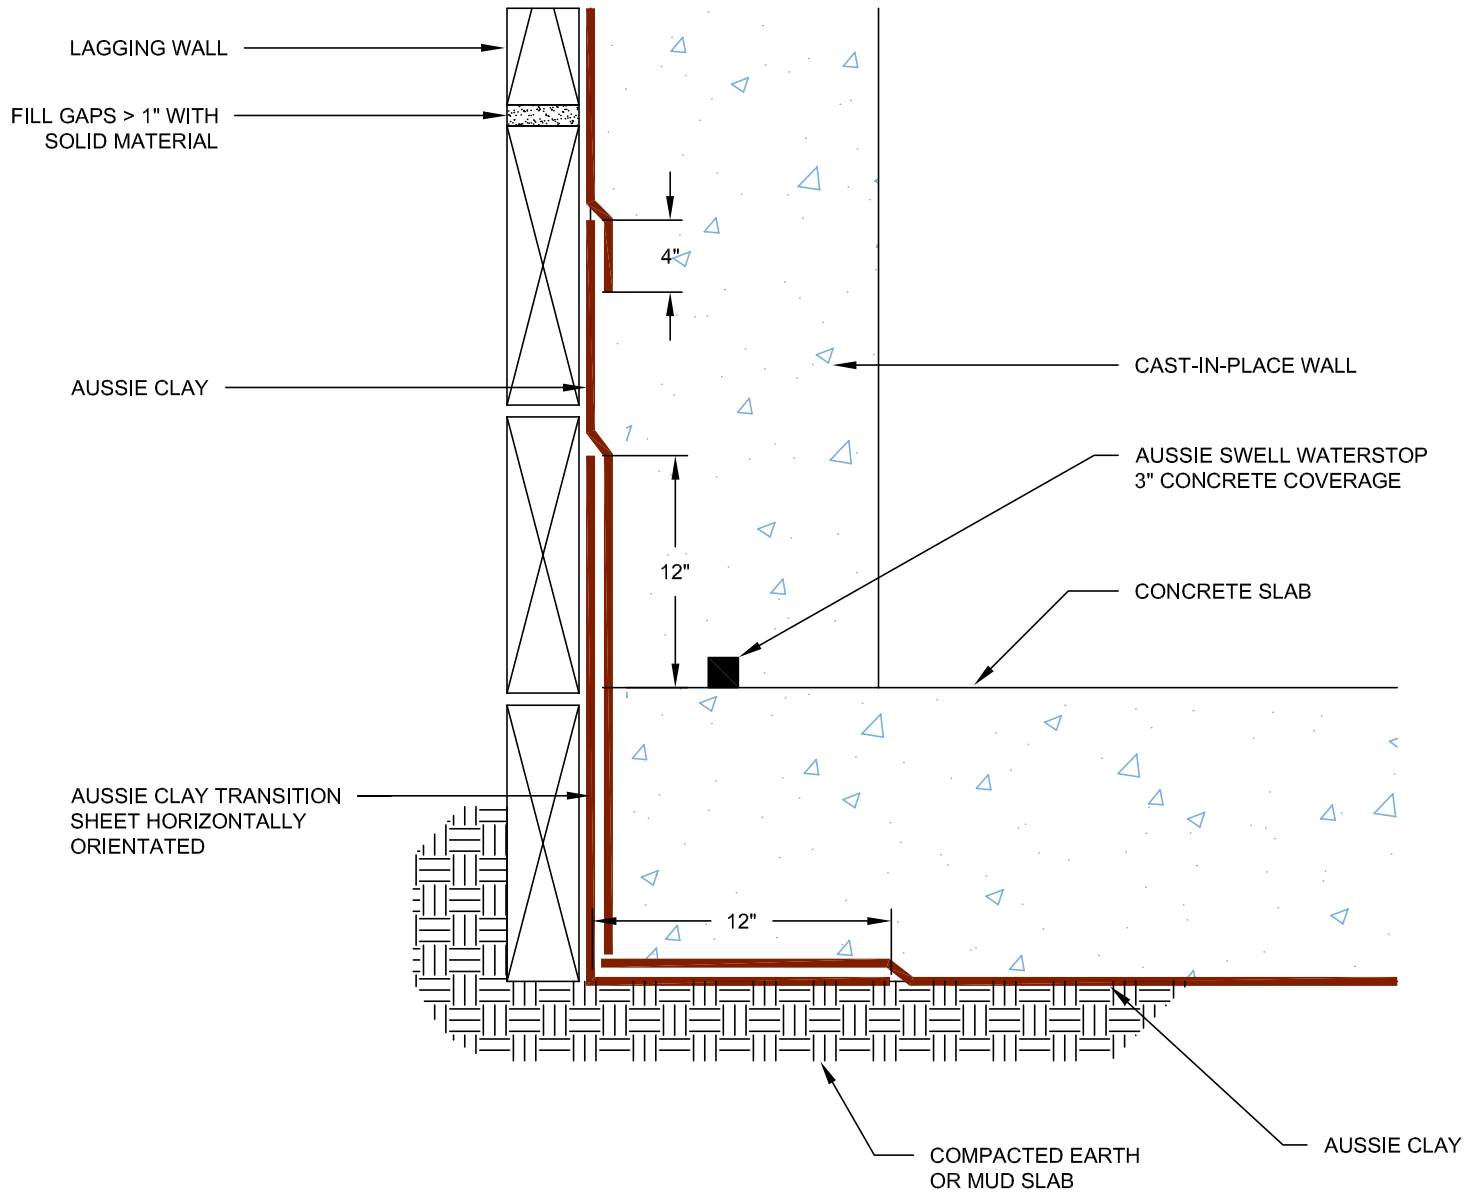 LAGGING WALL
FILL GAPS > 1" WITH
SOLID MATERIAL
4"
CAST-IN-PLACE WALL
AUSSIE CLAY
AUSSIE SWELL WATERSTOP
3" CONCRETE COVERAGE
12"
CONCRETE SLAB
AUSSIE CLAY TRANSITION
SHEET HORIZONTALLY
ORIENTATED
12"
COMPACTED EARTH
OR MUD SLAB
AUSSIE CLAY